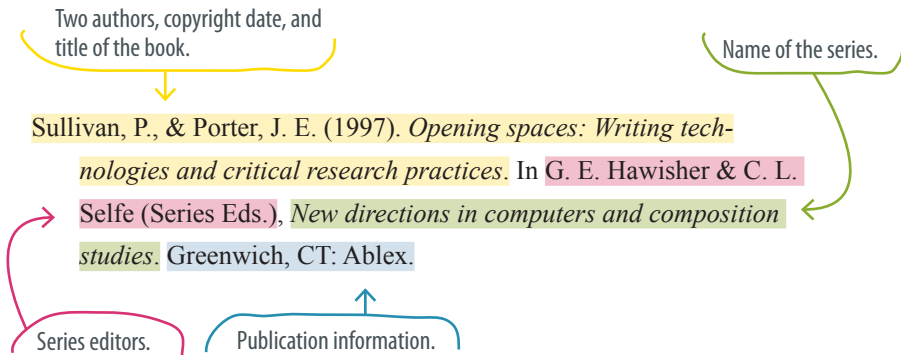 Two authors, copyright date, and
title of the book.
Name of the series.
Sullivan, P., & Porter, J. E. (1997). Opening spaces: Writing tech-
nologies and critical research practices. In G. E. Hawisher & C. L.
Selfe (Series Eds.), New directions in computers and composition
studies. Greenwich, CT: Ablex.
Series editors.
Publication information.